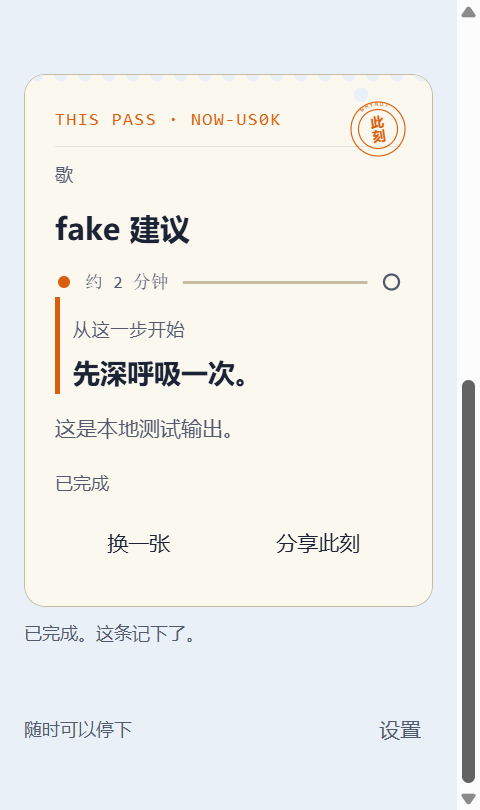 THIS PASS · NOW-US0K
此刻
歇
fake 建议
约 2 分钟
从这一步开始
先深呼吸一次。
这是本地测试输出。
已完成
换一张
分享此刻
已完成。这条记下了。
随时可以停下
设置